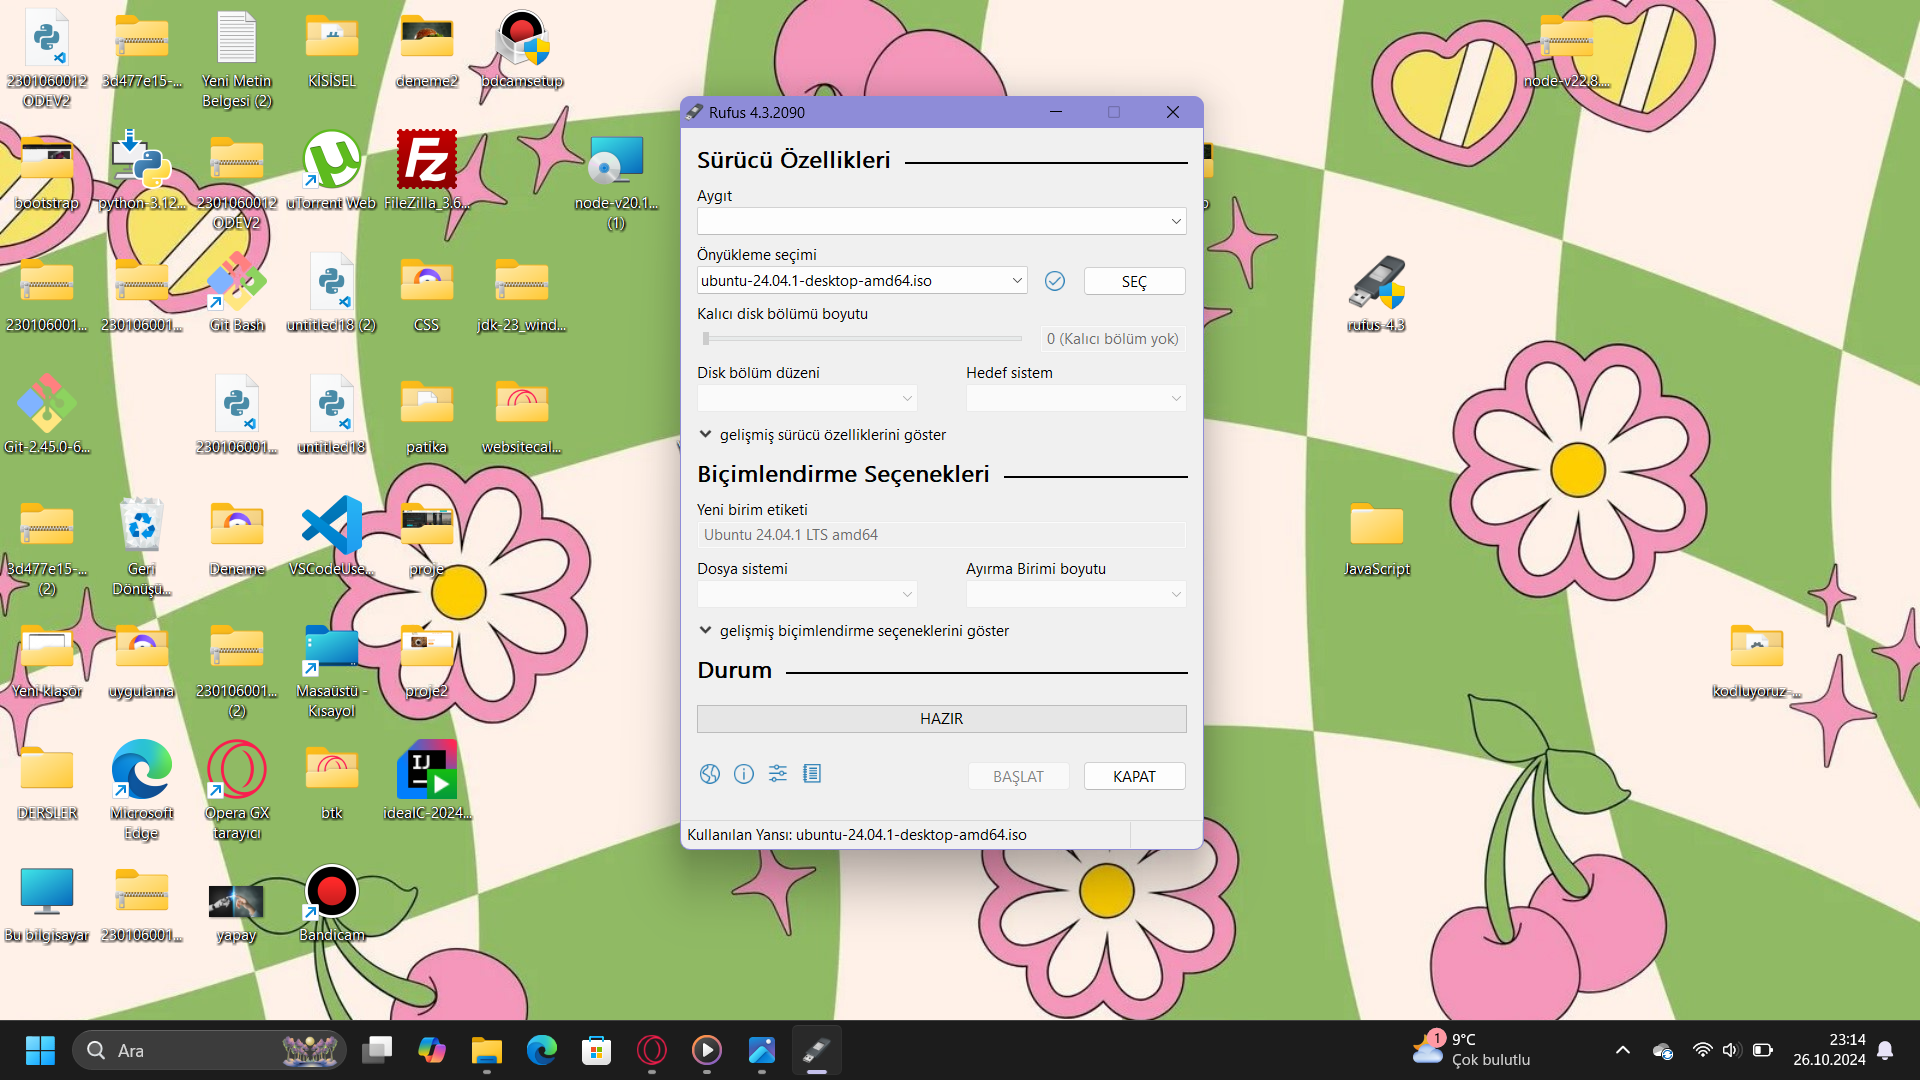 2301060012
ODEV2
3d477e15-...
Yeni Metin
Belgesi (2)
KİSİSEL
deneme2
bdcamsetup
node-v22.8....
bootstrap
python-3.12...
2301060012
ODEV2
uTorrent Web
FileZilla_3.6...
node-v20.1...
(1)
230106001...
230106001...
Git Bash
untitled18 (2)
CSS
jdk-23_wind...
rufus-4.3
Git-2.45.0-6...
230106001...
untitled18
patika
websitecal...
3d477e15-...
(2)
Geri
Dönüşü...
Deneme
VSCodeUse...
proje
JavaScript
Yeni klasör
uygulama
230106001...
(2)
Masaüstü -
Kısayol
proje2
kodluyoruz-...
DERSLER
Microsoft
Edge
Opera GX
tarayıcı
btk
IJ
ideaIC-2024...
Bu bilgisayar
230106001...
yapay
Bandicam
Rufus 4.3.2090
Sürücü Özellikleri
Aygıt
Önyükleme seçimi
ubuntu-24.04.1-desktop-amd64.iso
SEÇ
Kalıcı disk bölümü boyutu
0 (Kalıcı bölüm yok)
Disk bölüm düzeni
Hedef sistem
gelişmiş sürücü özelliklerini göster
Biçimlendirme Seçenekleri
Yeni birim etiketi
Ubuntu 24.04.1 LTS amd64
Dosya sistemi
Ayırma Birimi boyutu
gelişmiş biçimlendirme seçeneklerini göster
Durum
HAZIR
BAŞLAT
KAPAT
Kullanılan Yansı: ubuntu-24.04.1-desktop-amd64.iso
Ara
1
9°C
Çok bulutlu
23:14
26.10.2024